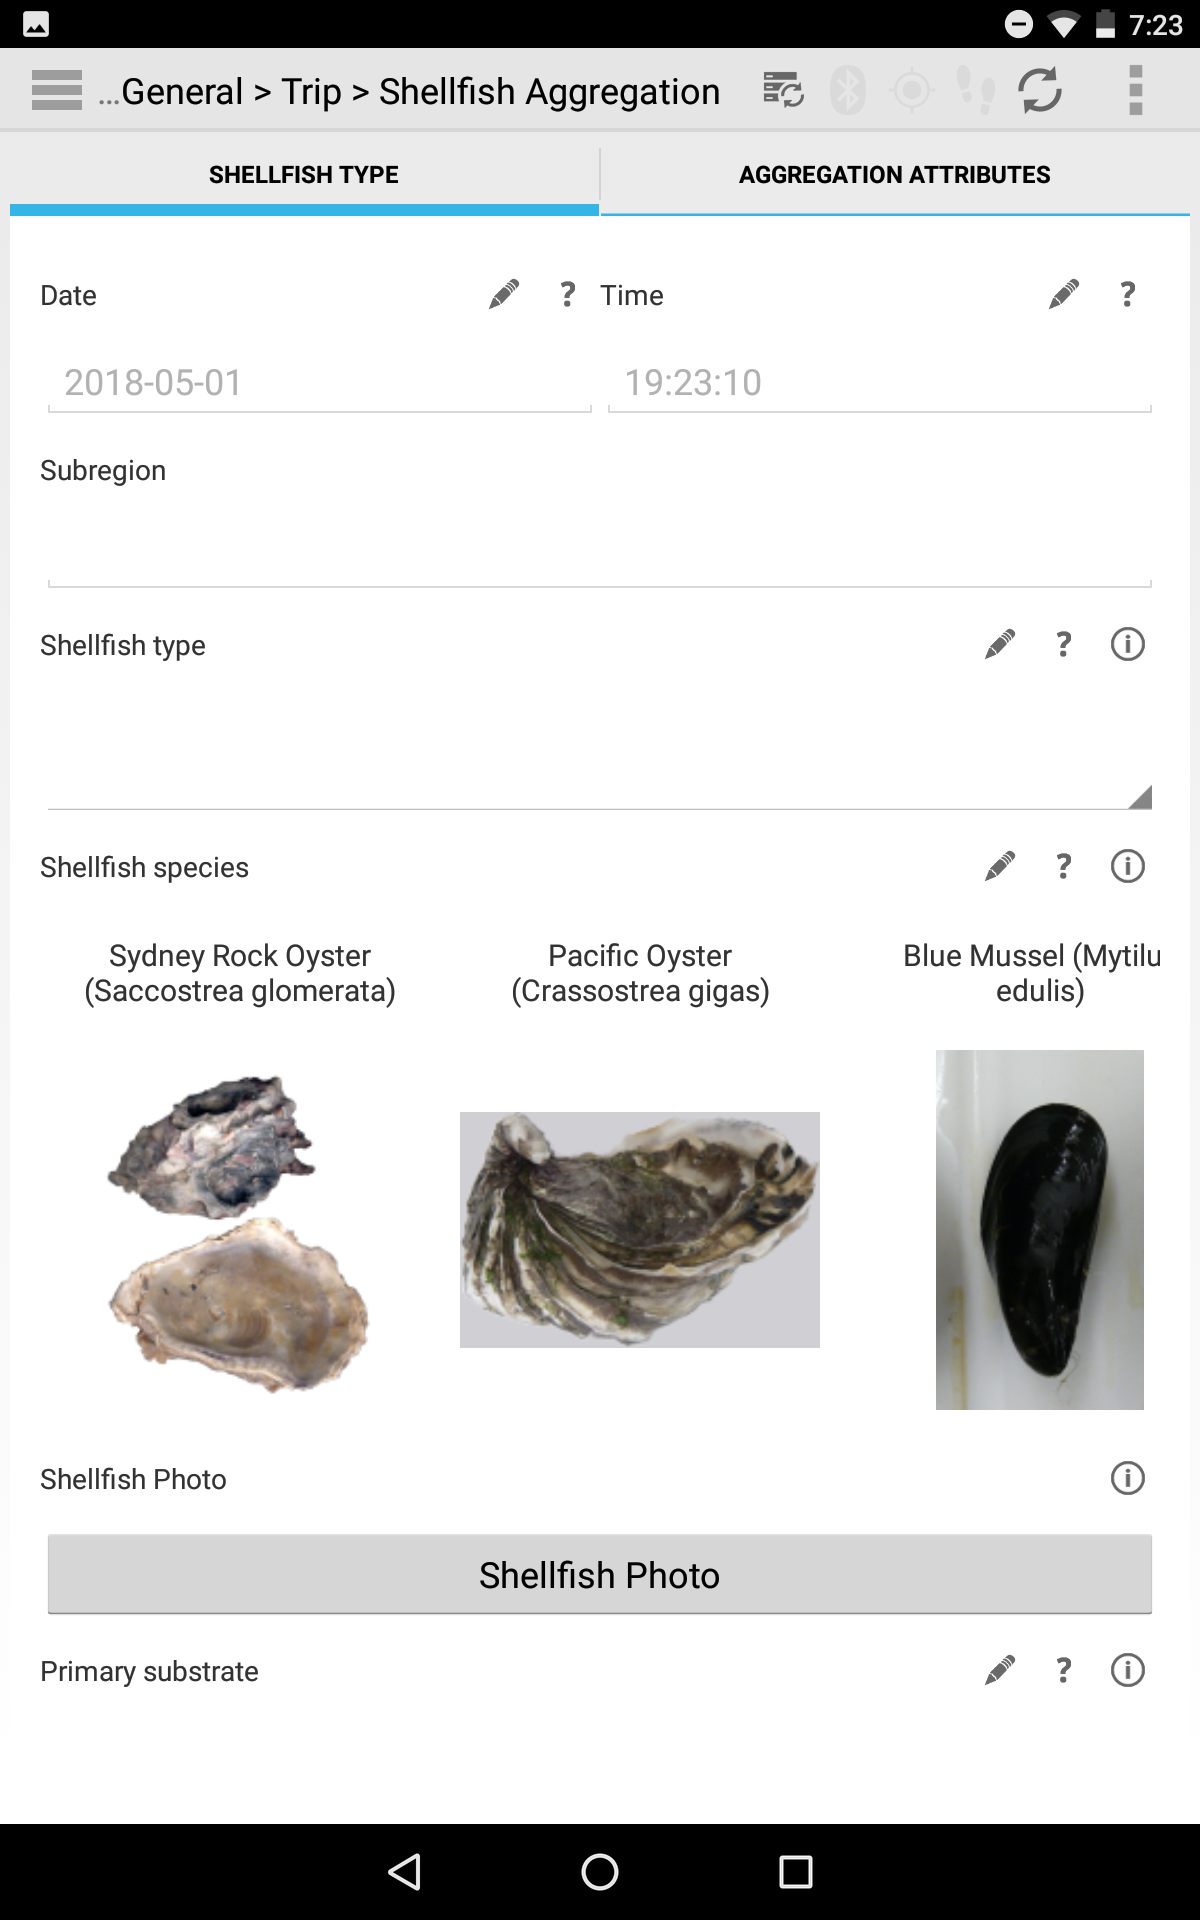 7:23
...General > Trip > Shellfish Aggregation
SHELLFISH TYPE
AGGREGATION ATTRIBUTES
Date ? Time ?
2018-05-01
19:23:10
Subregion
Shellfish type ? i
Shellfish species ? i
Sydney Rock Oyster
(Saccostrea glomerata)
Pacific Oyster
(Crassostrea gigas)
Blue Mussel (Mytilu
edulis)
Shellfish Photo i
Shellfish Photo
Primary substrate ? i